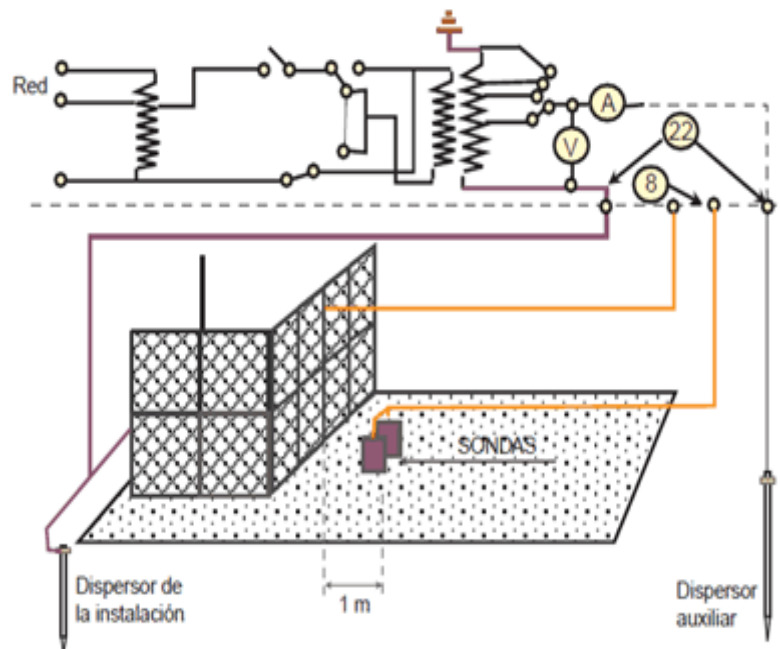 Red
A
V
22
8
SONDAS
Dispersor de
la instalación
1 m
Dispersor
auxiliar